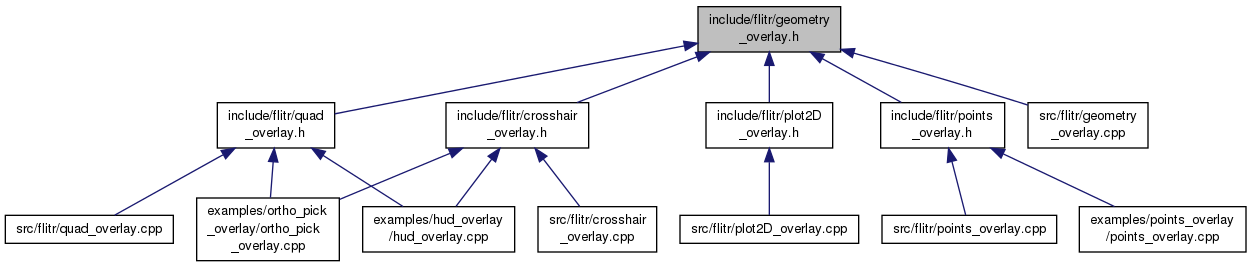 include/flitr/geometry
_overlay.h
include/flitr/quad
_overlay.h
include/flitr/crosshair
_overlay.h
include/flitr/plot2D
_overlay.h
include/flitr/points
_overlay.h
src/flitr/geometry
_overlay.cpp
src/flitr/quad_overlay.cpp
examples/ortho_pick
_overlay/ortho_pick
_overlay.cpp
examples/hud_overlay
/hud_overlay.cpp
src/flitr/crosshair
_overlay.cpp
src/flitr/plot2D_overlay.cpp
src/flitr/points_overlay.cpp
examples/points_overlay
/points_overlay.cpp